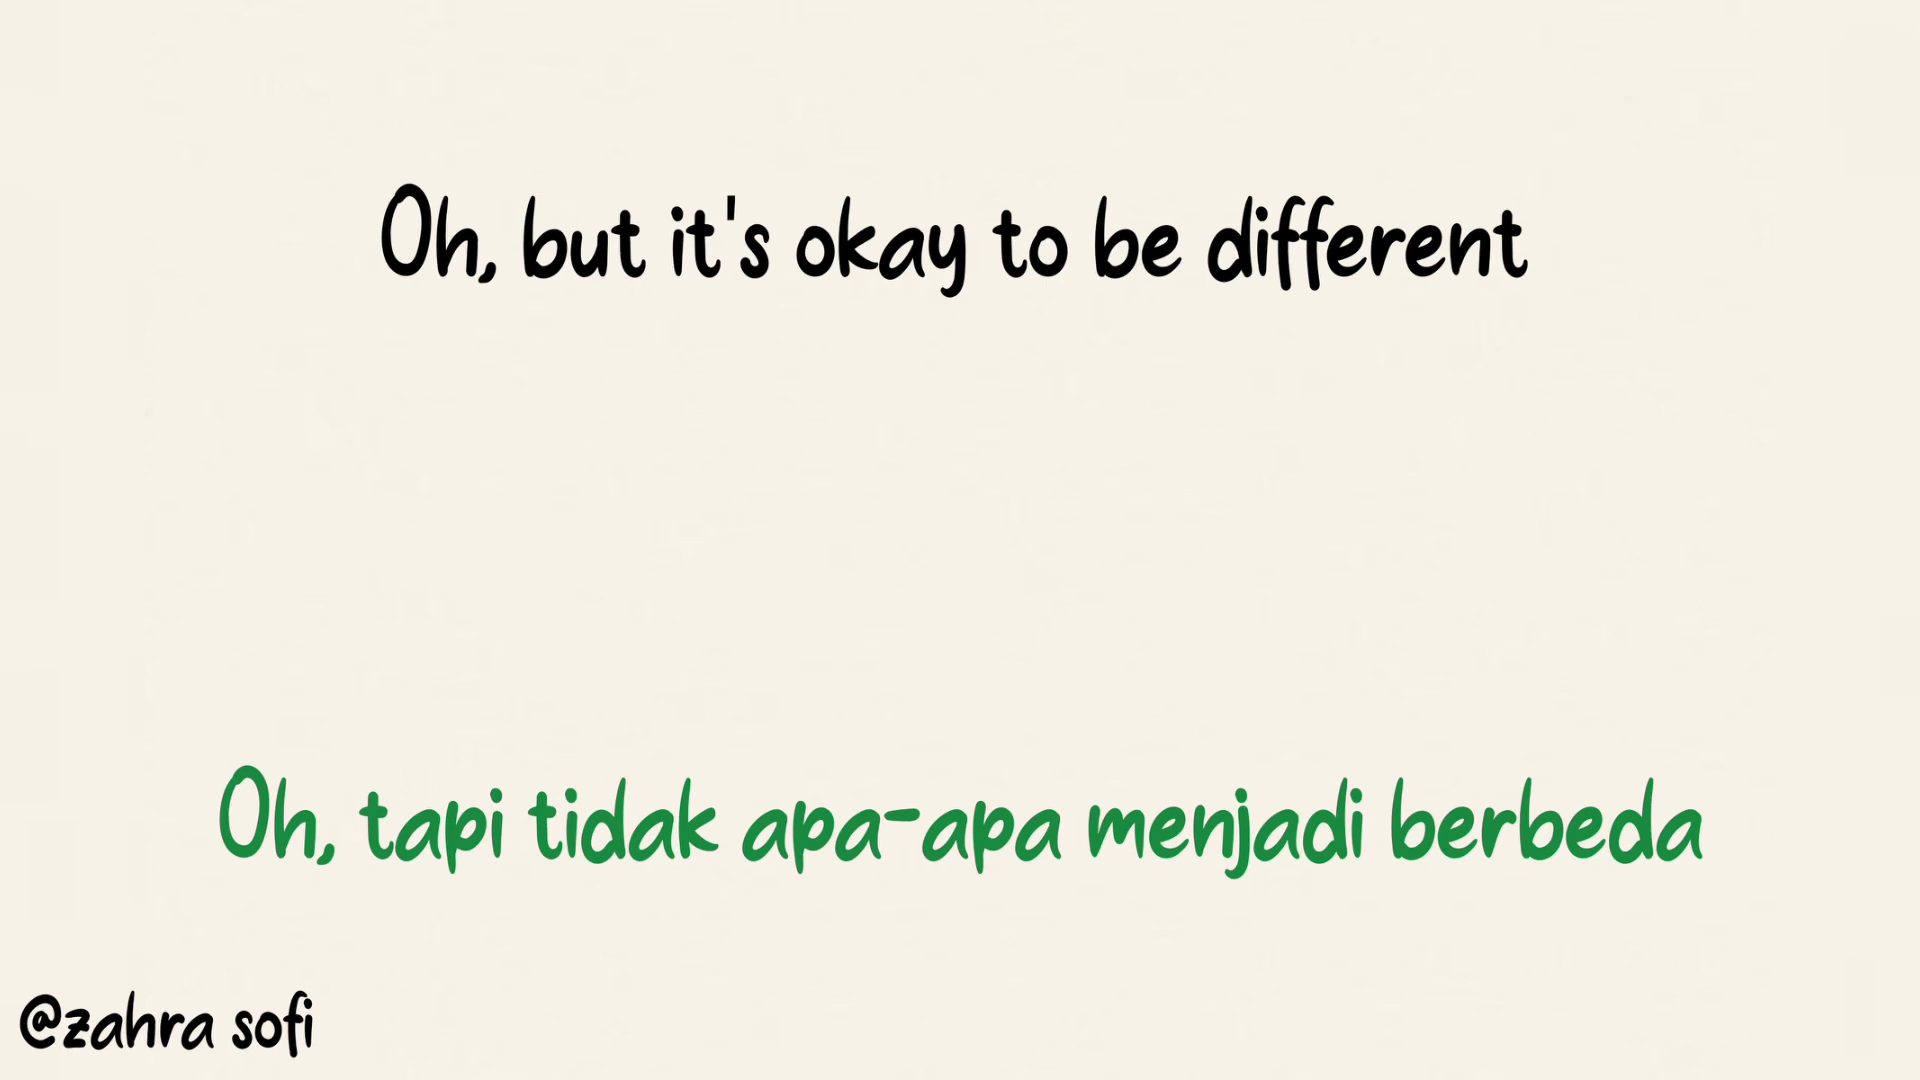 Oh, but it's okay to be different
Oh, tapi tidak apa-apa menjadi berbeda
@zahra sofi